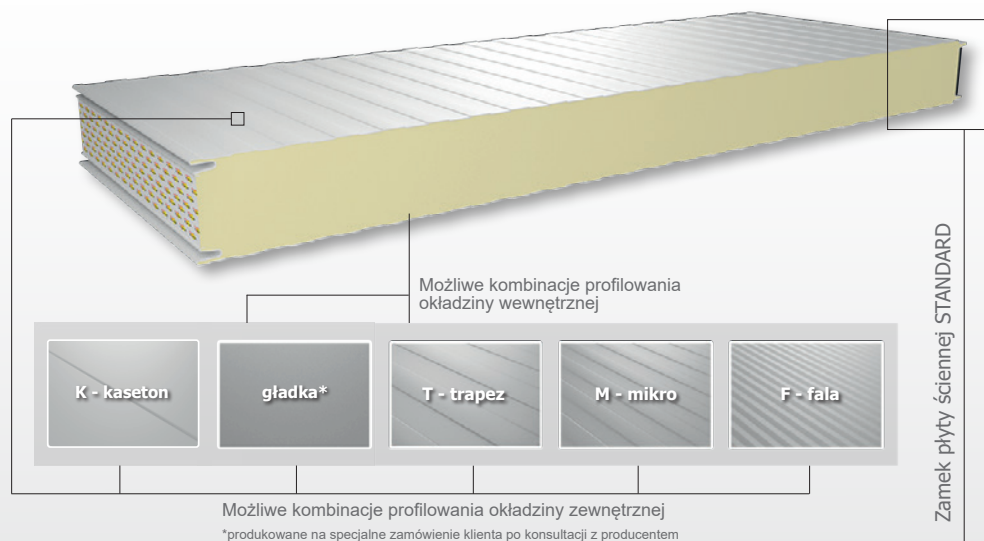 Możliwe kombinacje profilowania
okładziny wewnętrznej
K - kaseton
gładka*
T - trapez
M - mikro
F - fala
Zamek płyty ściennej STANDARD
Możliwe kombinacje profilowania okładziny zewnętrznej
*produkowane na specjalne zamówienie klienta po konsultacji z producentem